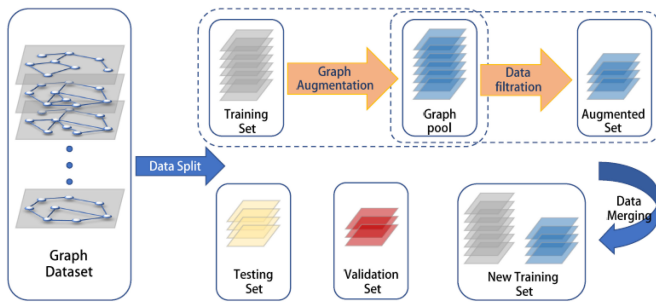 Graph
Dataset
Data Split
Training
Set
Graph
Augmentation
Graph
pool
Data
filtration
Augmented
Set
Testing
Set
Validation
Set
New Training
Set
Data
Merging